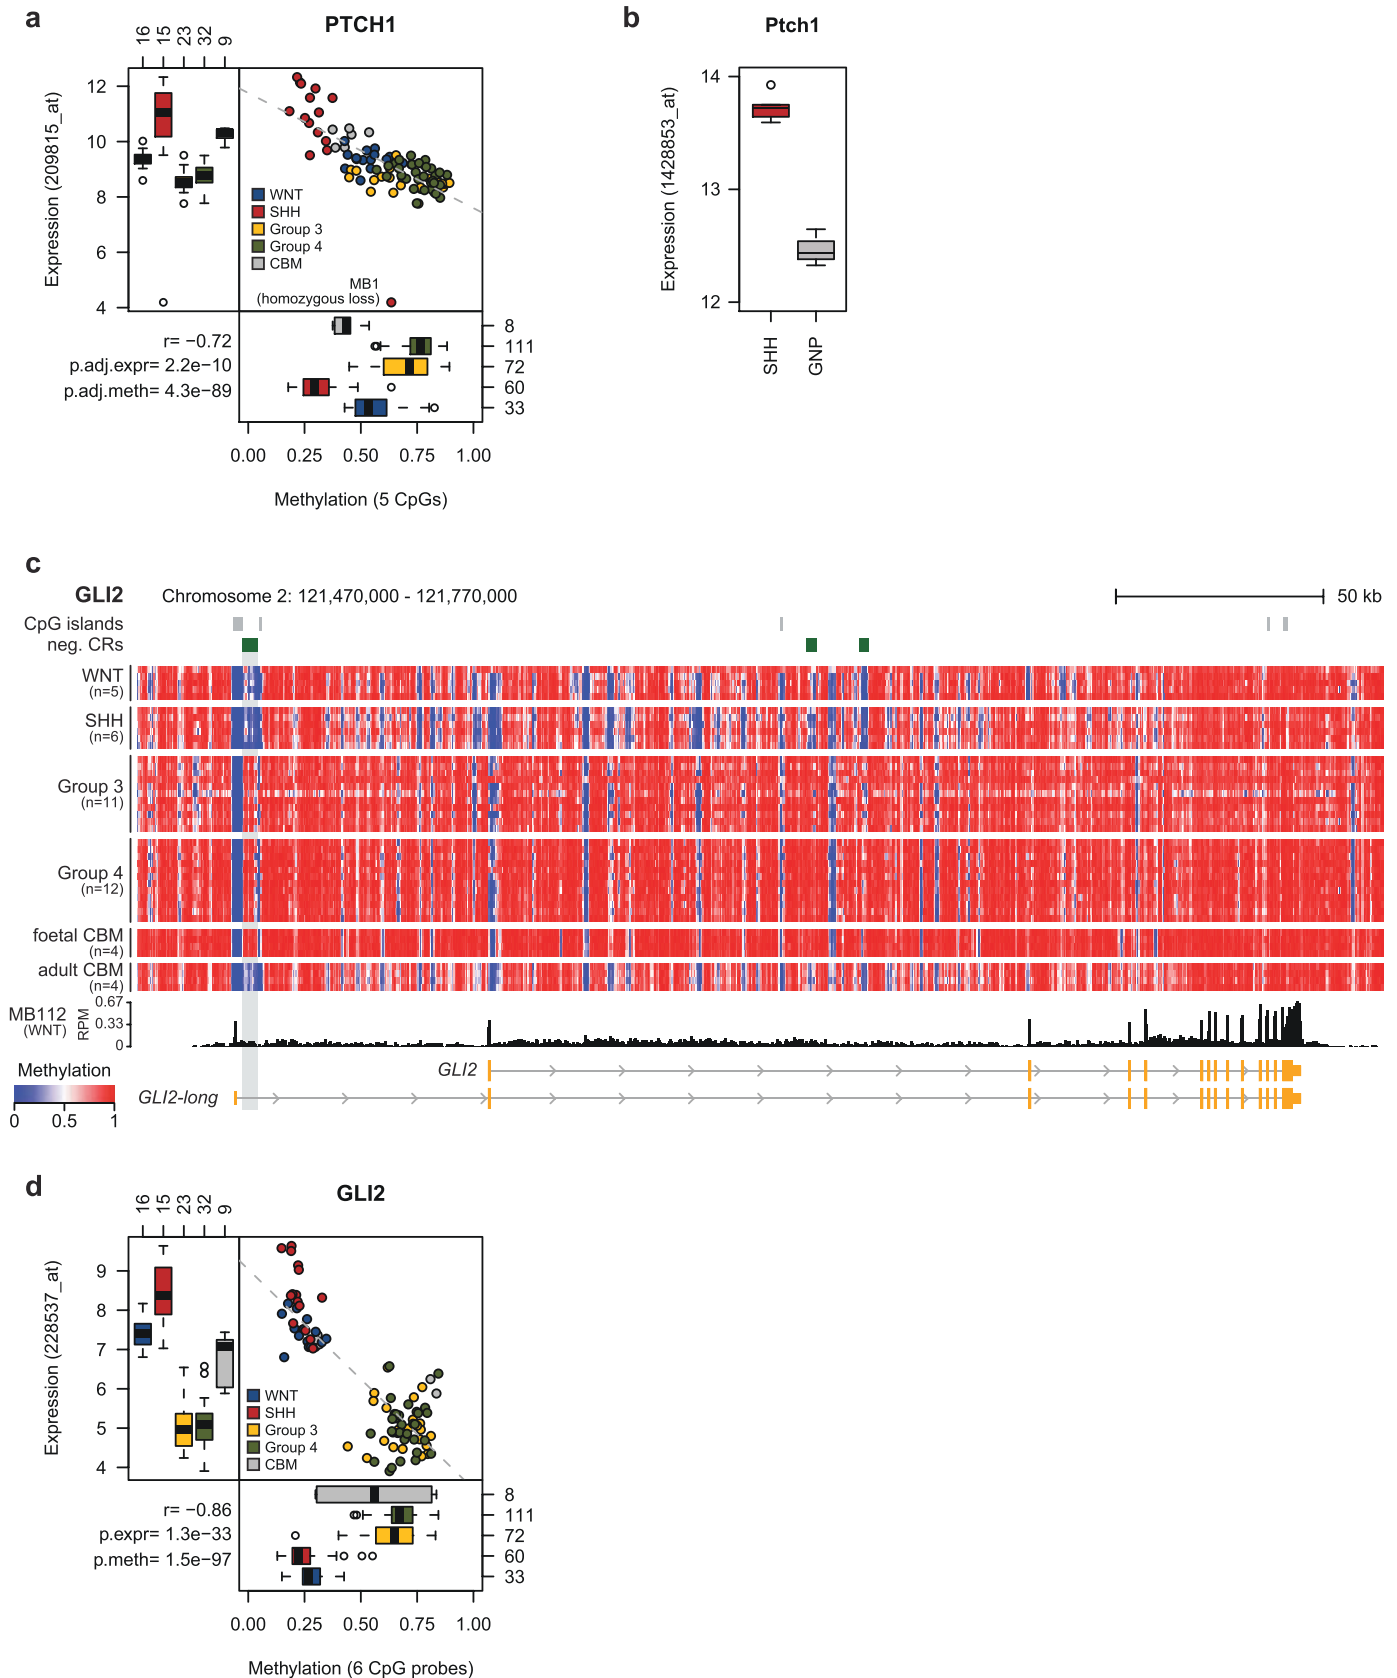 a
PTCH1
16 15 23 32 9
Expression (209815_at)
12
10
8
6
4
WNT
SHH
Group 3
Group 4
CBM
MB1
(homozygous loss)
r= −0.72
p.adj.expr= 2.2e−10
p.adj.meth= 4.3e−89
8
111
72
60
33
0.00 0.25 0.50 0.75 1.00
Methylation (5 CpGs)
b
Ptch1
Expression (1428853_at)
14
13
12
SHH GNP
c
GLI2 Chromosome 2: 121,470,000 - 121,770,000 50 kb
CpG islands
neg. CRs
WNT
(n=5)
SHH
(n=6)
Group 3
(n=11)
Group 4
(n=12)
foetal CBM
(n=4)
adult CBM
(n=4)
MB112
(WNT)
RPM
0.67
0.33
0
Methylation
0 0.5 1
GLI2
GLI2-long
d
GLI2
16 15 23 32 9
Expression (228537_at)
9
8
7
6
5
4
WNT
SHH
Group 3
Group 4
CBM
r= −0.86
p.expr= 1.3e−33
p.meth= 1.5e−97
8
111
72
60
33
0.00 0.25 0.50 0.75 1.00
Methylation (6 CpG probes)